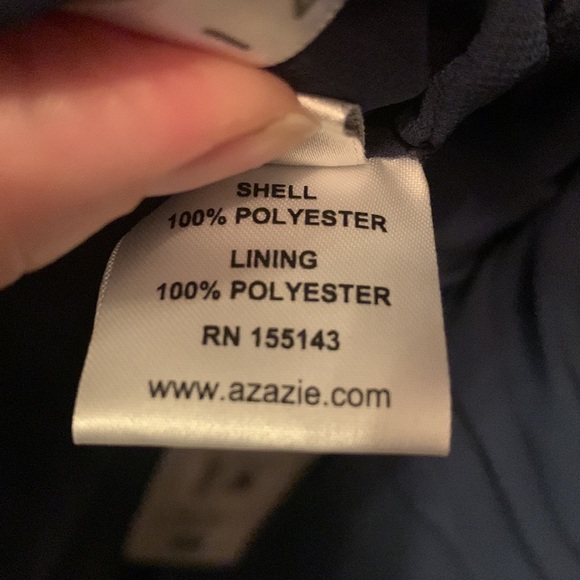 SHELL
100% POLYESTER
LINING
100% POLYESTER
RN 155143
www.azazie.com